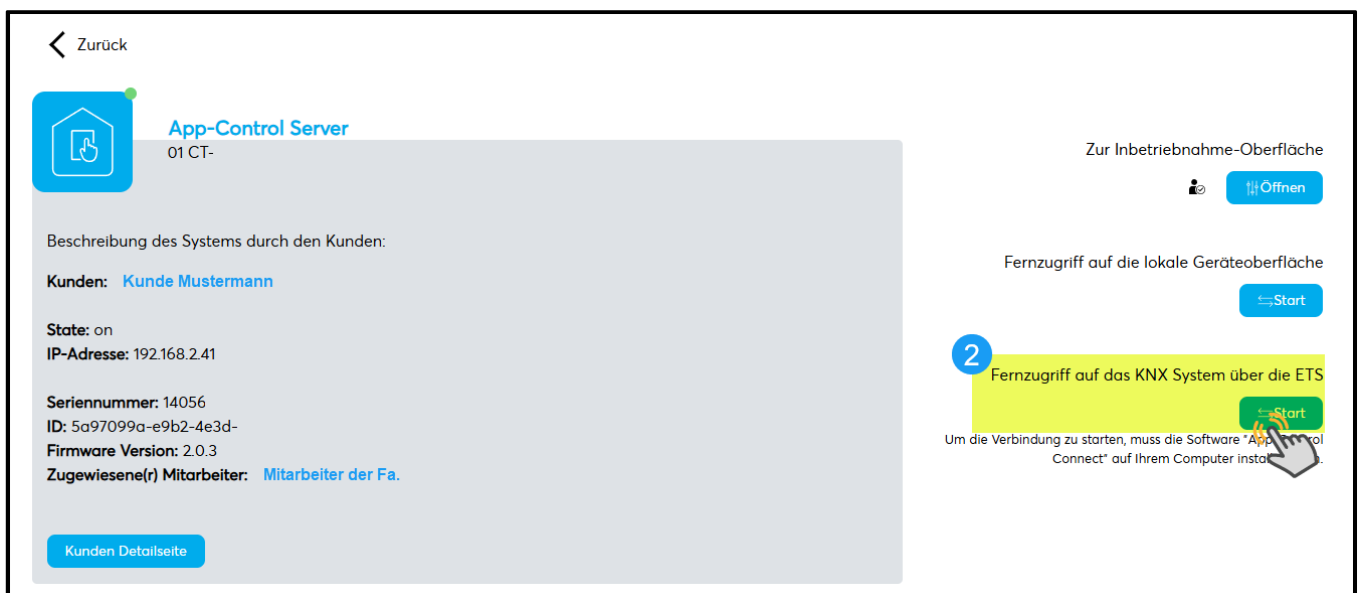 Zurück
App-Control Server
01 CT-
Beschreibung des Systems durch den Kunden:
Kunden: Kunde Mustermann
State: on
IP-Adresse: 192.168.2.41
Seriennummer: 14056
ID: 5a97099a-e9b2-4e3d-
Firmware Version: 2.0.3
Zugewiesene(r) Mitarbeiter: Mitarbeiter der Fa.
Kunden Detailseite
Zur Inbetriebnahme-Oberfläche
Öffnen
Fernzugriff auf die lokale Geräteoberfläche
Start
2
Fernzugriff auf das KNX System über die ETS
Start
Um die Verbindung zu starten, muss die Software "App
Connect" auf Ihrem Computer